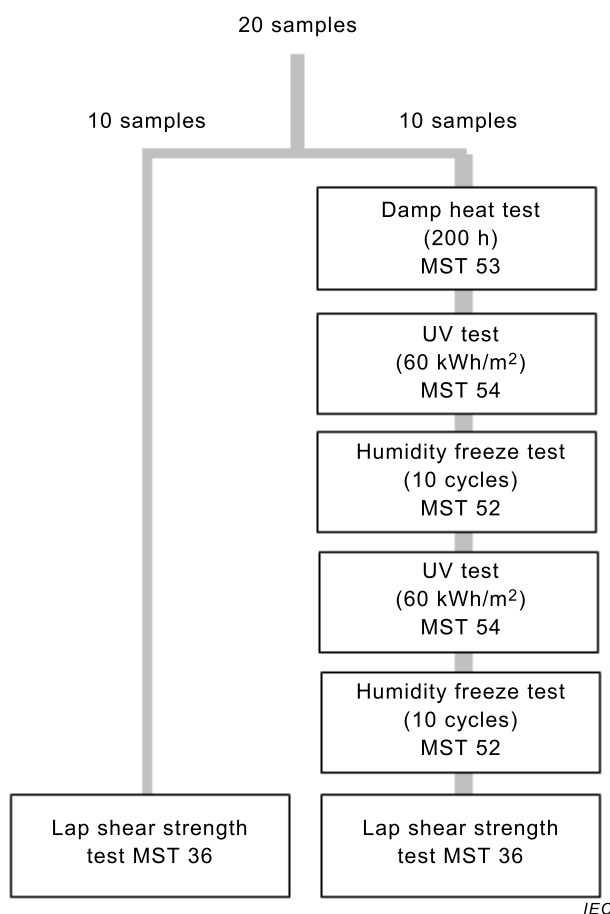 20 samples
10 samples
10 samples
Damp heat test
(200 h)
MST 53
UV test
(60 kWh/m²)
MST 54
Humidity freeze test
(10 cycles)
MST 52
UV test
(60 kWh/m²)
MST 54
Humidity freeze test
(10 cycles)
MST 52
Lap shear strength
test MST 36
Lap shear strength
test MST 36
IEC